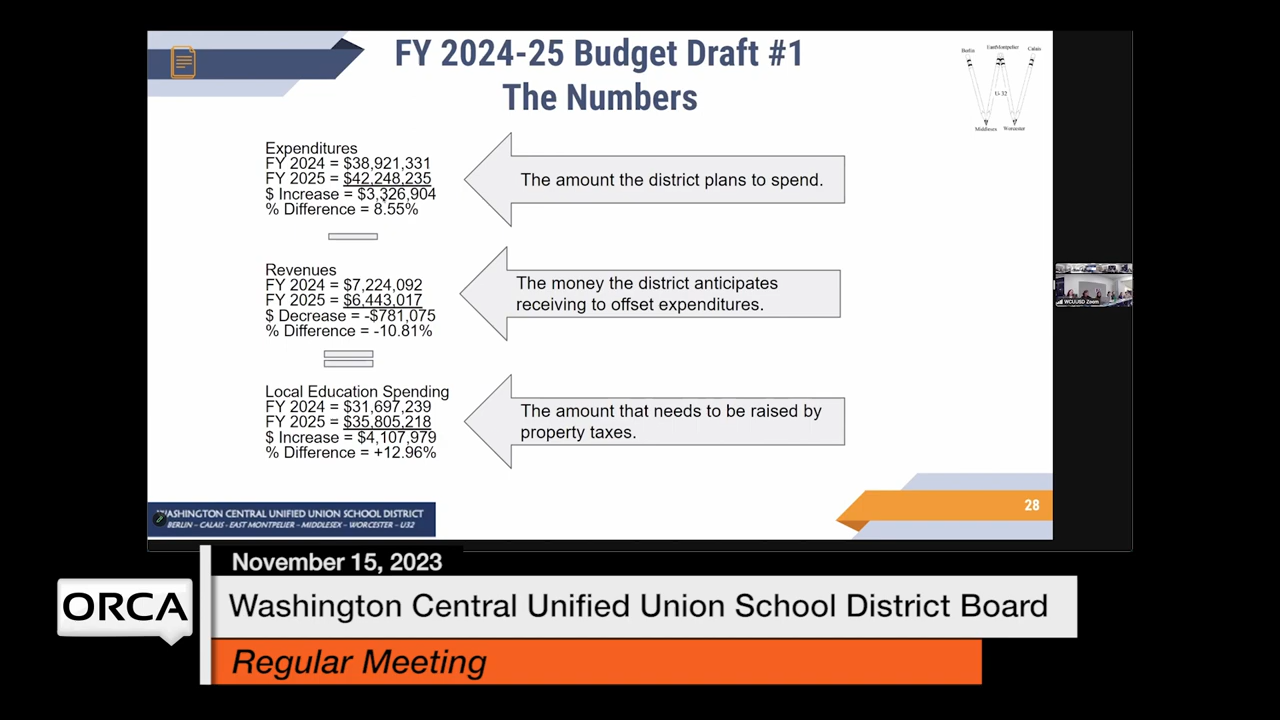 FY 2024-25 Budget Draft #1
The Numbers
Berlin
EastMontpelier
Calais
U-32
Middlesex
Worcester
Expenditures
FY 2024 = $38,921,331
FY 2025 = $42,248,235
$ Increase = $3,326,904
% Difference = 8.55%
The amount the district plans to spend.
Revenues
FY 2024 = $7,224,092
FY 2025 = $6,443,017
$ Decrease = -$781,075
% Difference = -10.81%
The money the district anticipates
receiving to offset expenditures.
Local Education Spending
FY 2024 = $31,697,239
FY 2025 = $35,805,218
$ Increase = $4,107,979
% Difference = +12.96%
The amount that needs to be raised by
property taxes.
WASHINGTON CENTRAL UNIFIED UNION SCHOOL DISTRICT
BERLIN – CALAIS - EAST MONTPELIER – MIDDLESEX – WORCESTER – U32
28
WCUUSD Zoom
November 15, 2023
ORCA
Washington Central Unified Union School District Board
Regular Meeting